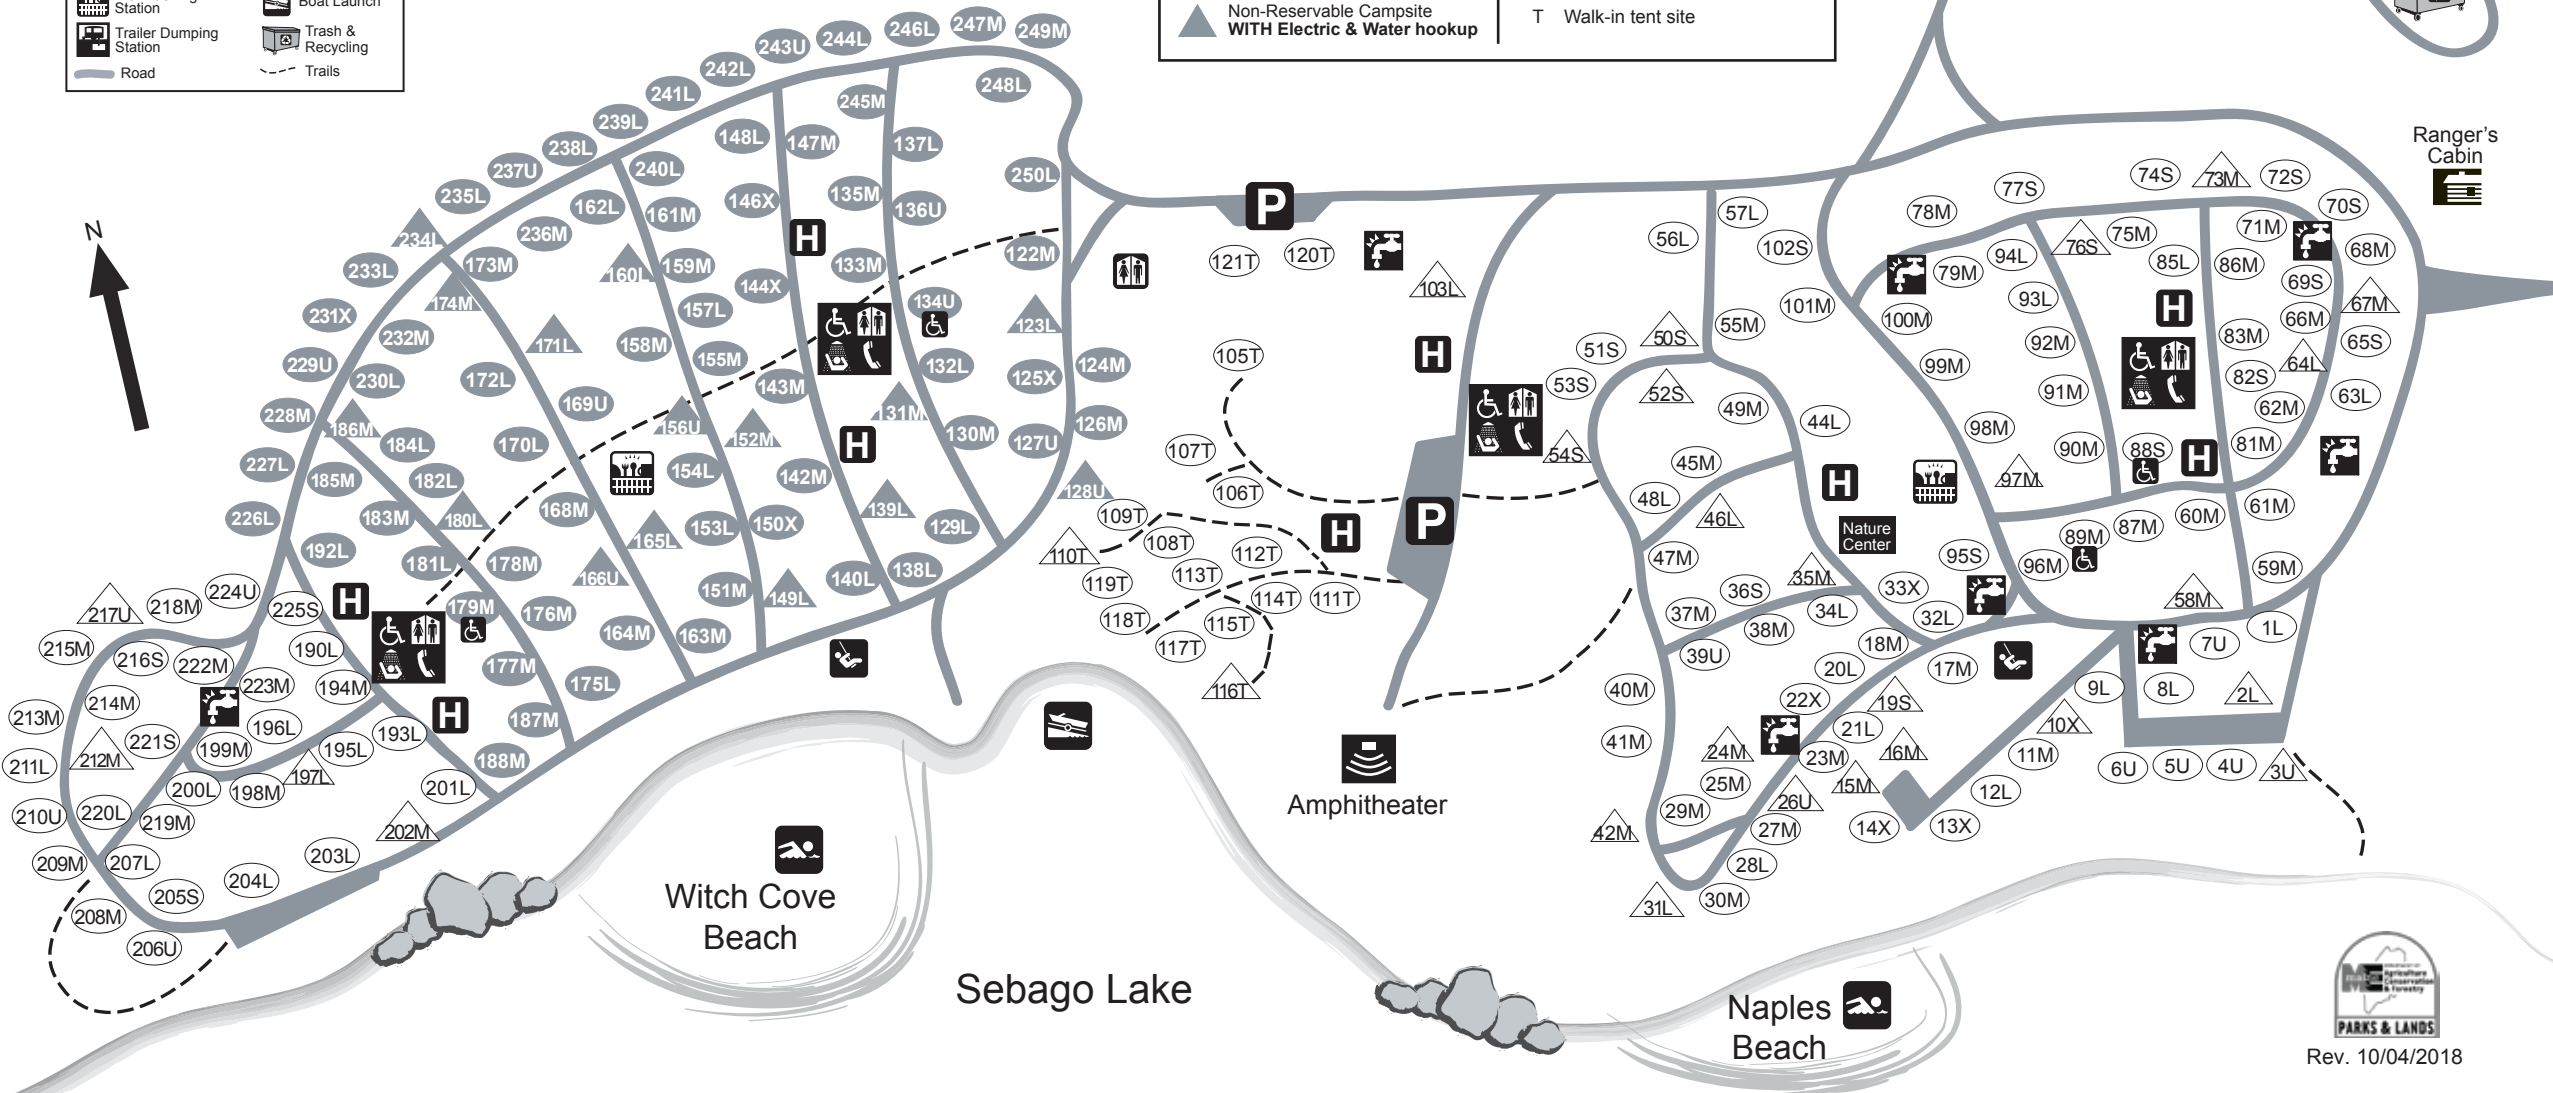 Station
Boat Launch
Trailer Dumping
Station
Trash &
Recycling
Road
Trails
Non-Reservable Campsite
WITH Electric & Water hookup
T Walk-in tent site
N
Ranger's
Cabin
249M
247M
246L
244L
243U
242L
248L
241L
245M
239L
148L
147M
137L
238L
237U
240L
250L
235L
162L
161M
146X
135M
136U
234L
236M
122M
233L
173M
160L
159M
133M
174M
144X
134U
231X
232M
171L
157L
123L
158M
155M
229U
230L
172L
143M
132L
125X
124M
228M
186M
169U
156U
152M
131M
130M
126M
184L
170L
127U
227L
185M
182L
154L
142M
128U
226L
183M
180L
168M
165L
153L
150X
139L
129L
192L
181L
178M
166U
151M
149L
140L
138L
217U
218M
224U
225S
179M
176M
164M
163M
215M
216S
222M
190L
177M
175L
213M
214M
223M
194M
187M
221S
199M
196L
195L
193L
188M
211L
212M
200L
198M
197L
201L
210U
220L
219M
202M
209M
207L
203L
208M
205S
204L
206U
P
121T
120T
103L
105T
107T
106T
109T
110T
108T
112T
119T
113T
114T
111T
118T
115T
117T
116T
P
H
H
H
H
H
H
H
H
H
H
56L
57L
102S
101M
50S
55M
51S
53S
52S
49M
44L
54S
45M
48L
46L
47M
Nature
Center
35M
36S
33X
37M
34L
32L
38M
39U
18M
20L
17M
40M
22X
19S
21L
41M
24M
23M
16M
25M
15M
29M
26U
42M
27M
14X
13X
12L
11M
10X
28L
31L
30M
78M
77S
74S
73M
72S
70S
71M
75M
76S
68M
94L
85L
86M
79M
69S
93L
67M
100M
66M
92M
83M
65S
99M
64L
82S
91M
63L
62M
98M
90M
88S
81M
97M
61M
60M
87M
89M
95S
96M
59M
58M
1L
7U
9L
8L
2L
6U
5U
4U
3U
Amphitheater
Witch Cove
Beach
Sebago Lake
Naples
Beach
PARKS & LANDS
Rev. 10/04/2018